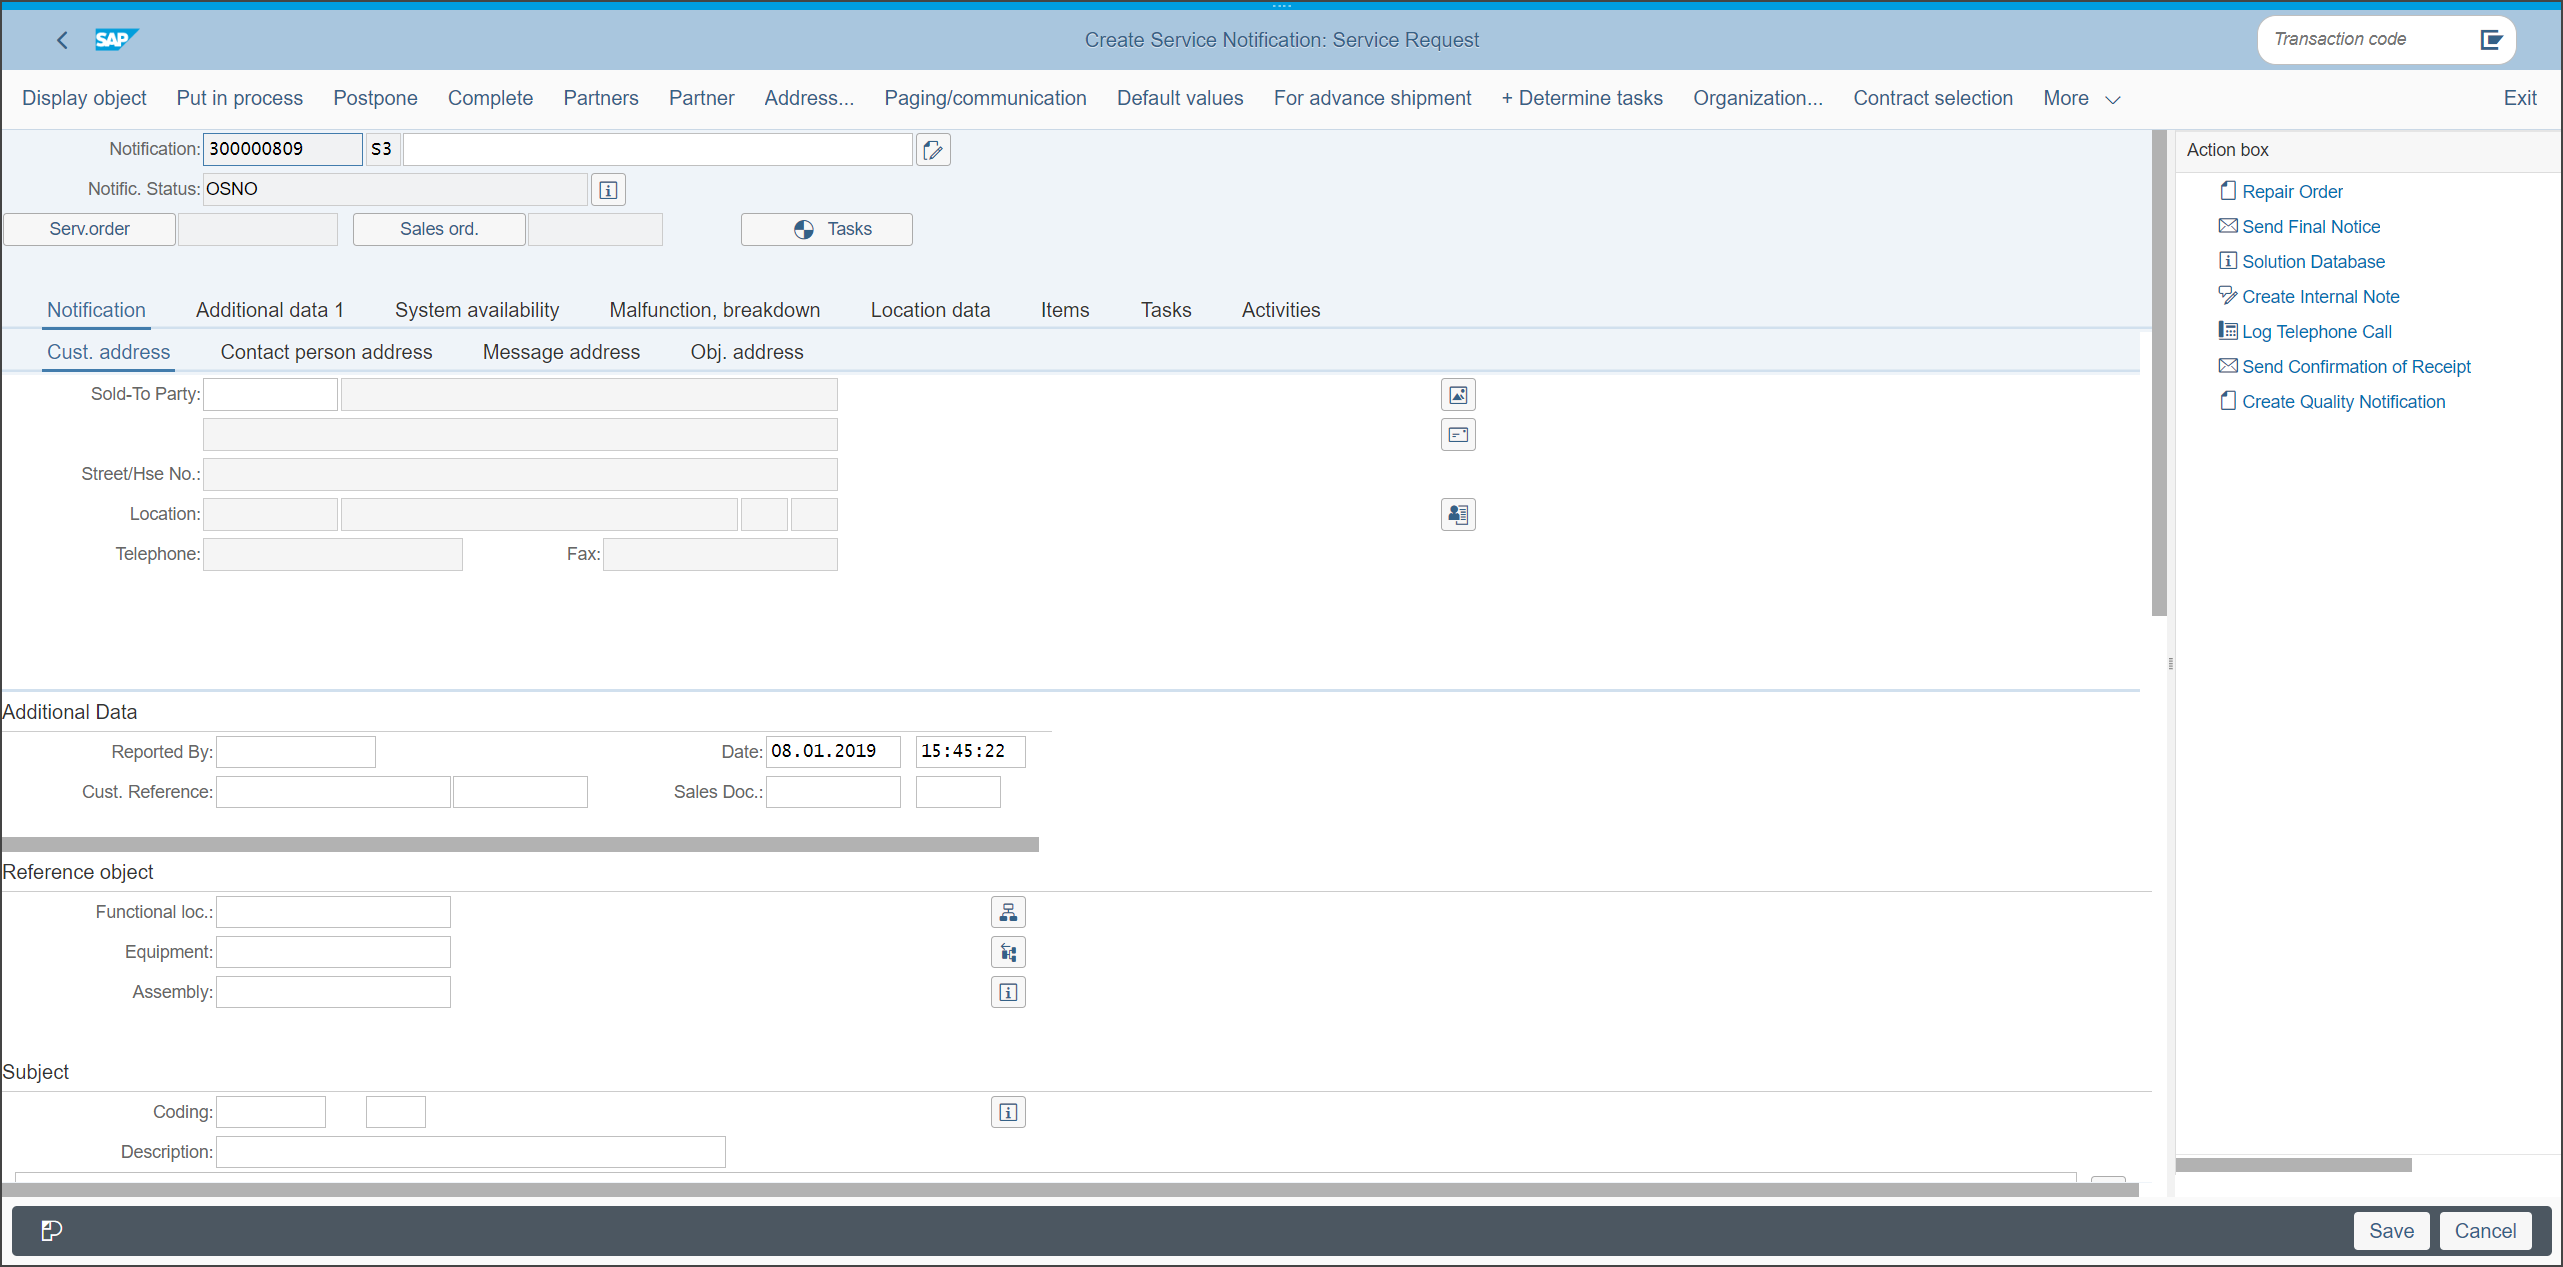 SAP Create Service Notification: Service Request Transaction code
Display object Put in process Postpone Complete Partners Partner Address... Paging/communication Default values For advance shipment + Determine tasks Organization... Contract selection More Exit
Notification: 300000809 S3
Notific. Status: OSNO
Serv.order Sales ord. Tasks
Notification Additional data 1 System availability Malfunction, breakdown Location data Items Tasks Activities
Cust. address Contact person address Message address Obj. address
Sold-To Party:
Street/Hse No.:
Location:
Telephone: Fax:
Additional Data
Reported By: Date: 08.01.2019 15:45:22
Cust. Reference: Sales Doc.:
Reference object
Functional loc.:
Equipment:
Assembly:
Subject
Coding:
Description:
Action box
Repair Order
Send Final Notice
Solution Database
Create Internal Note
Log Telephone Call
Send Confirmation of Receipt
Create Quality Notification
Save Cancel